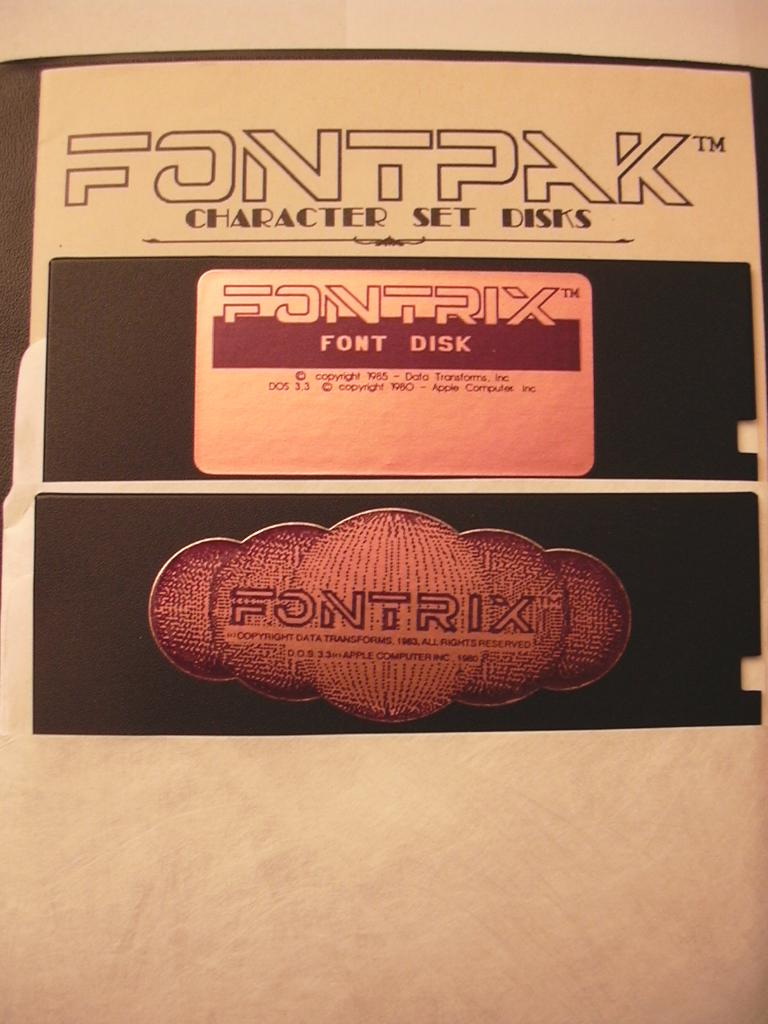 FONTPAK™
CHARACTER SET DISKS
FONTRIX™
FONT DISK
© copyright 1985 - Data Transforms, Inc
DOS 3.3 © copyright 1980 - Apple Computer, Inc.
FONTRIX™
(c) COPYRIGHT DATA TRANSFORMS, 1983, ALL RIGHTS RESERVED
D.O.S. 3.3 (c) APPLE COMPUTER INC. 1980